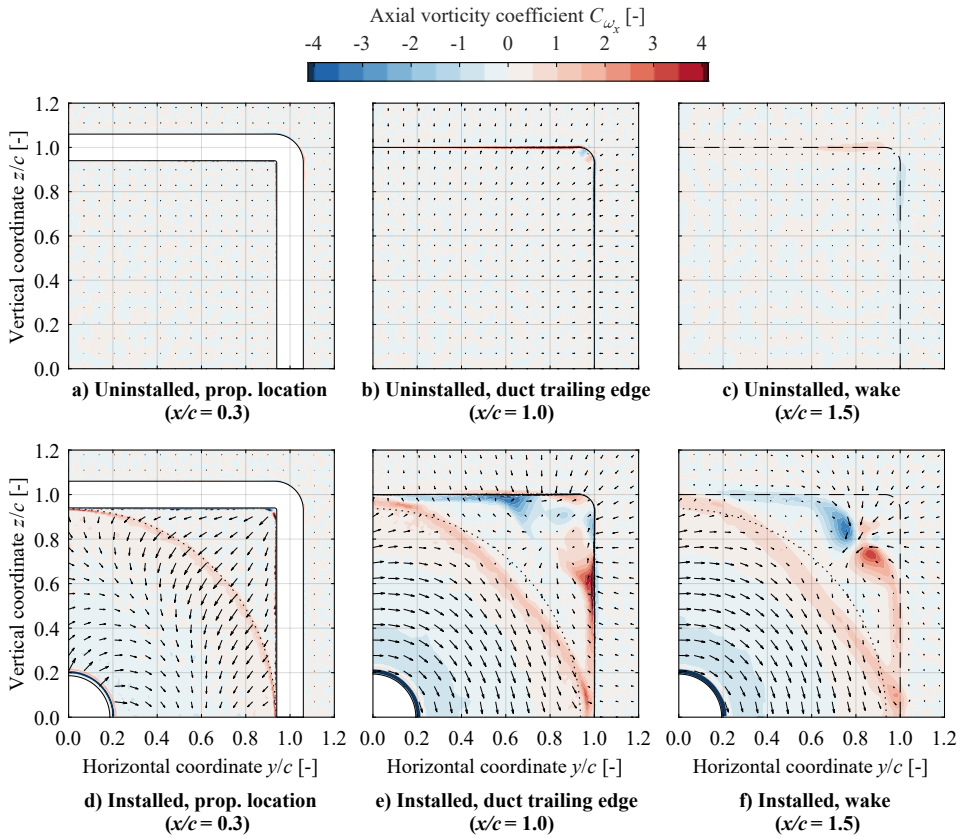 Axial vorticity coefficient Cωx [-]
-4 -3 -2 -1 0 1 2 3 4
Vertical coordinate z/c [-]
1.2
1.0
0.8
0.6
0.4
0.2
0.0
a) Uninstalled, prop. location
(x/c = 0.3)
b) Uninstalled, duct trailing edge
(x/c = 1.0)
c) Uninstalled, wake
(x/c = 1.5)
Vertical coordinate z/c [-]
1.2
1.0
0.8
0.6
0.4
0.2
0.0
0.0 0.2 0.4 0.6 0.8 1.0 1.2
Horizontal coordinate y/c [-]
d) Installed, prop. location
(x/c = 0.3)
0.0 0.2 0.4 0.6 0.8 1.0 1.2
Horizontal coordinate y/c [-]
e) Installed, duct trailing edge
(x/c = 1.0)
0.0 0.2 0.4 0.6 0.8 1.0 1.2
Horizontal coordinate y/c [-]
f) Installed, wake
(x/c = 1.5)